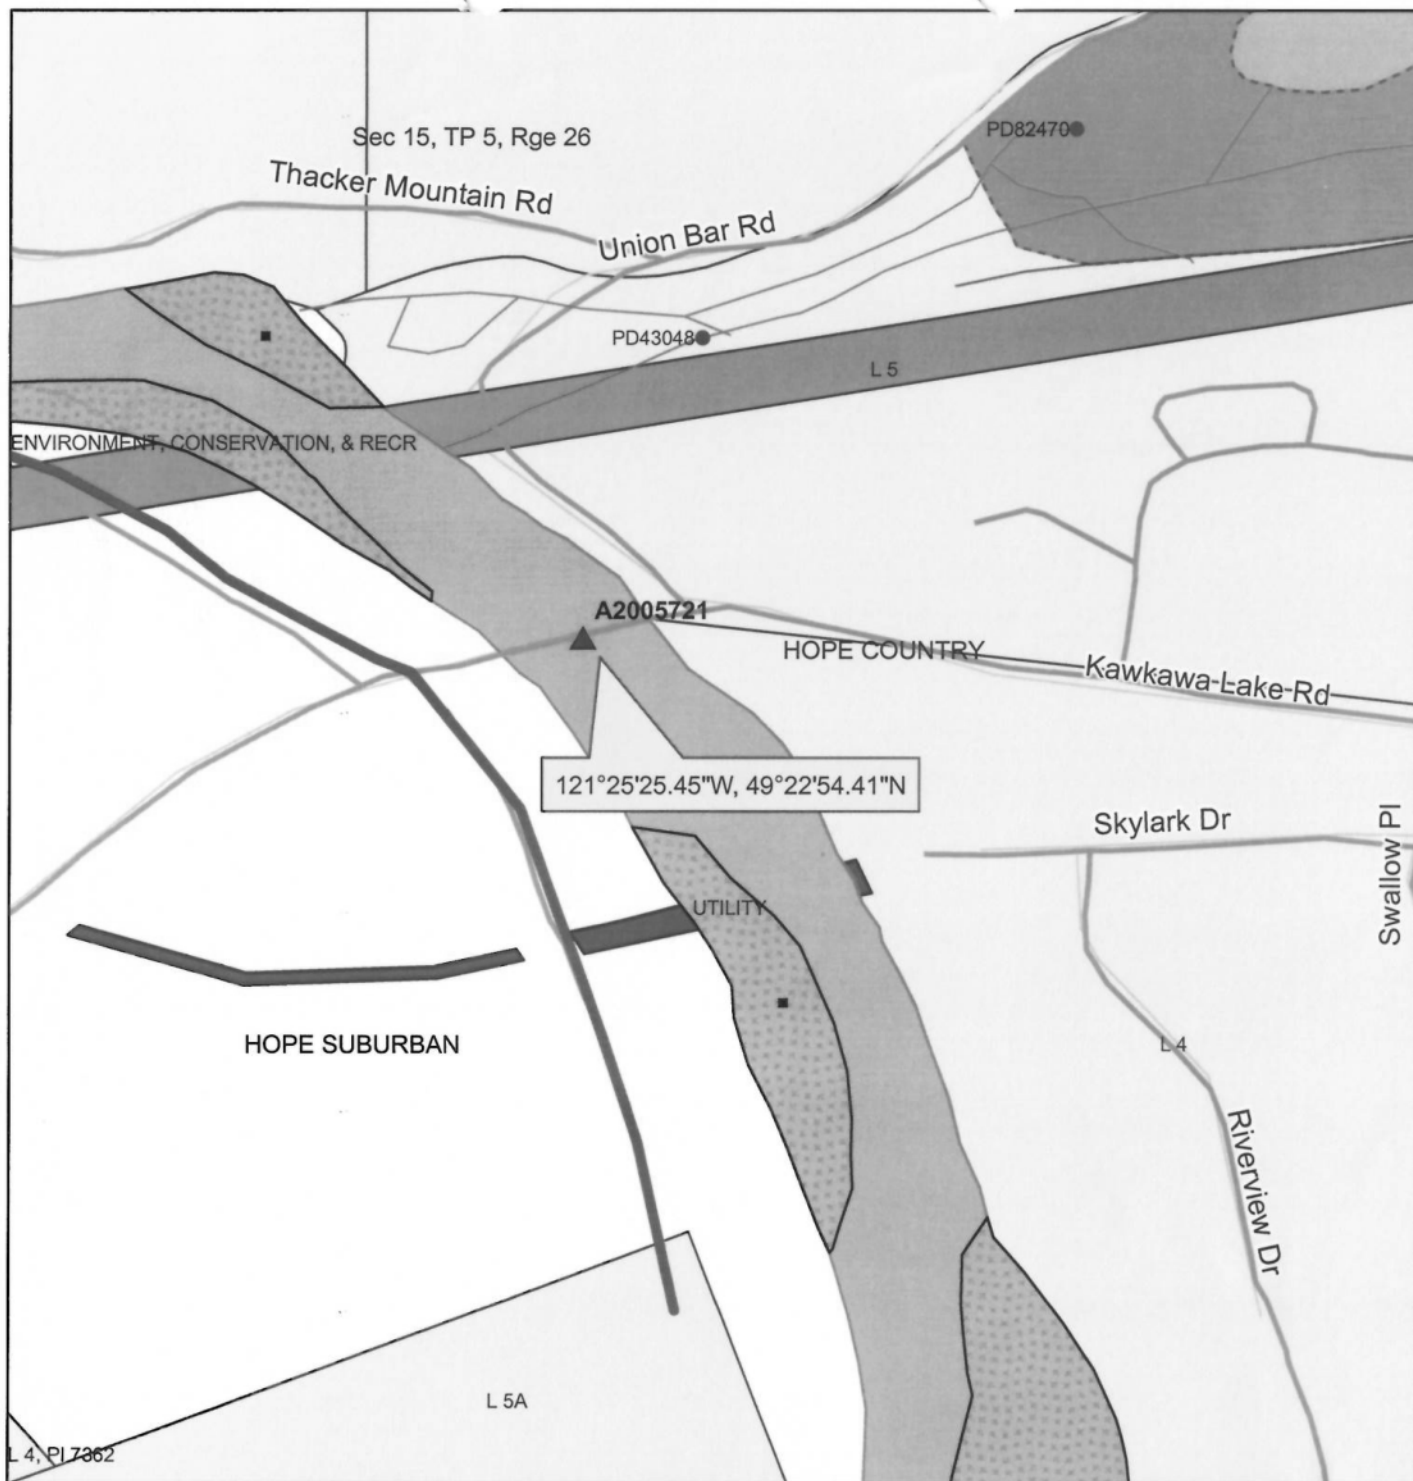 PD82470
Sec 15, TP 5, Rge 26
Thacker Mountain Rd
Union Bar Rd
PD43048
L 5
ENVIRONMENT, CONSERVATION, & RECR
A2005721
HOPE COUNTRY
Kawkawa Lake Rd
121°25'25.45"W, 49°22'54.41"N
Skylark Dr
Swallow Pl
UTILITY
HOPE SUBURBAN
L 4
Riverview Dr
L 5A
L 4, Pl 7362